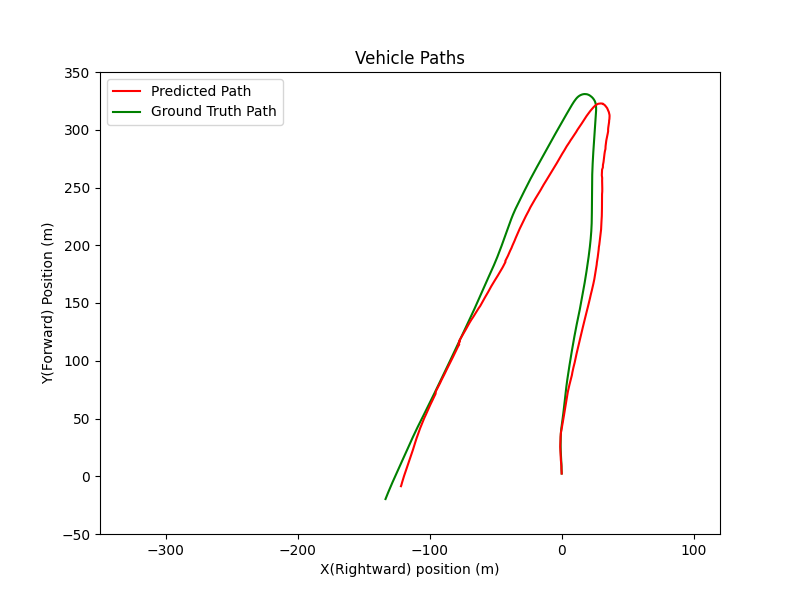 Vehicle Paths
Predicted Path
Ground Truth Path
350
300
250
200
150
100
50
0
−50
Y(Forward) Position (m)
−300
−200
−100
0
100
X(Rightward) position (m)